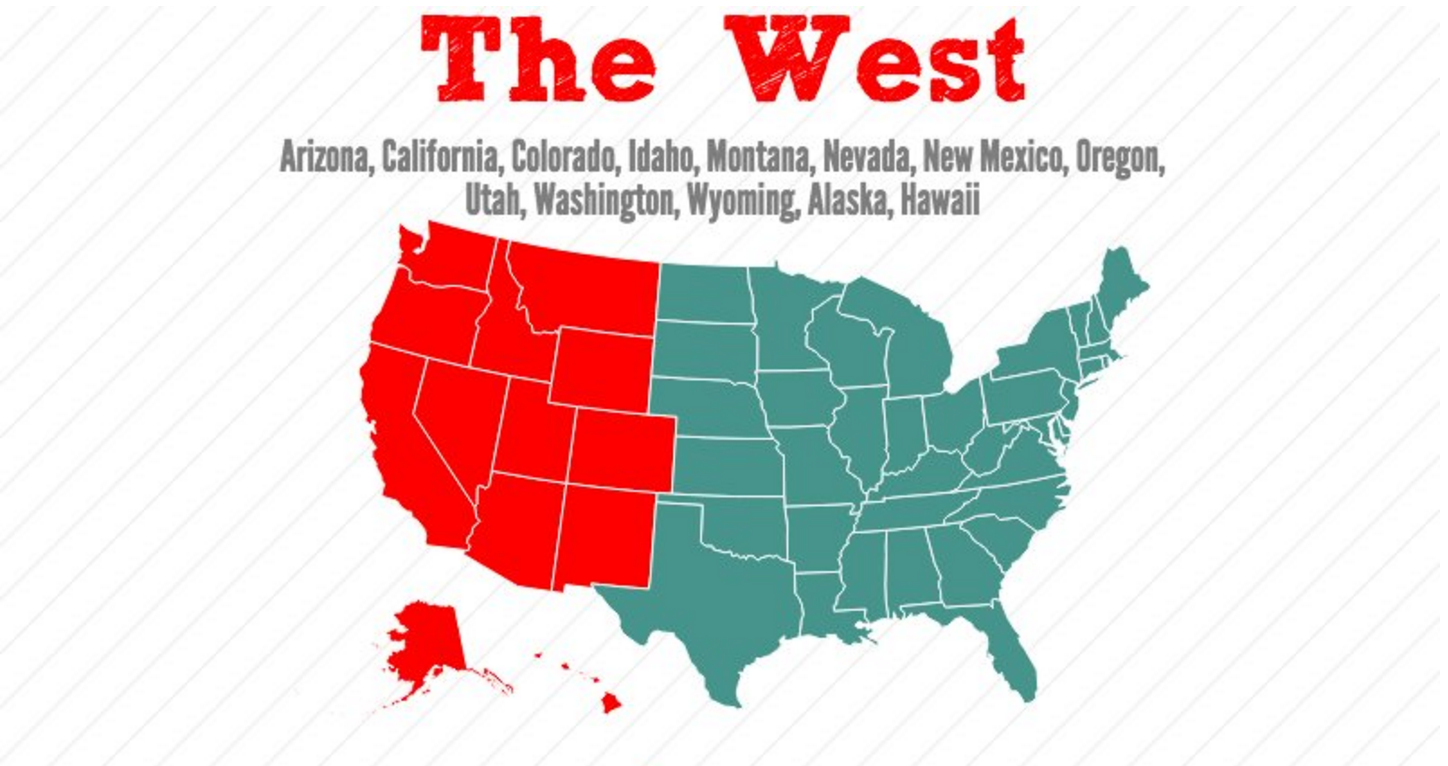 The West
Arizona, California, Colorado, Idaho, Montana, Nevada, New Mexico, Oregon,
Utah, Washington, Wyoming, Alaska, Hawaii